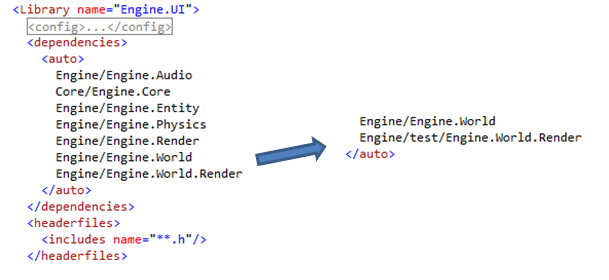 <Library name="Engine.UI">
<config>...</config>
<dependencies>
<auto>
Engine/Engine.Audio
Core/Engine.Core
Engine/Engine.Entity
Engine/Engine.Physics
Engine/Engine.Render
Engine/Engine.World
Engine/Engine.World.Render
</auto>
</dependencies>
<headerfiles>
<includes name="**.h"/>
</headerfiles>
Engine/Engine.World
Engine/test/Engine.World.Render
</auto>